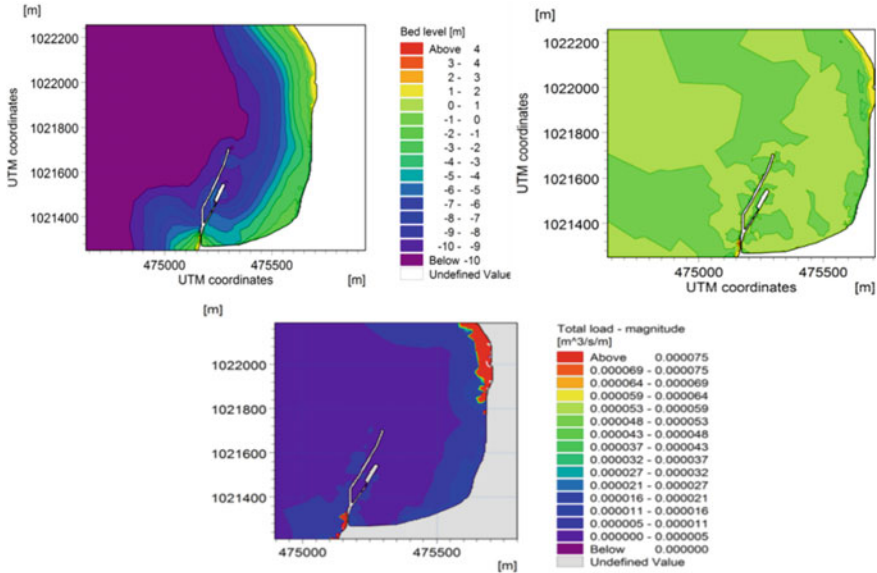 [m]
1022200
1022000
1021800
1021600
1021400
UTM coordinates
475000
475500
UTM coordinates
[m]
Bed level [m]
Above 4
3 - 4
2 - 3
1 - 2
0 - 1
-1 - 0
-2 - -1
-3 - -2
-4 - -3
-5 - -4
-6 - -5
-7 - -6
-8 - -7
-8 - -8
-10 - -9
Below -10
Undefined Value
[m]
1022200
1022000
1021800
1021600
1021400
UTM coordinates
475000
475500
UTM coordinates
[m]
[m]
1022000
1021800
1021600
1021400
475000
475500
[m]
Total load - magnitude
[m^3/s/m]
Above 0.000075
0.000069 - 0.000075
0.000064 - 0.000069
0.000059 - 0.000064
0.000053 - 0.000059
0.000048 - 0.000053
0.000043 - 0.000048
0.000037 - 0.000043
0.000032 - 0.000037
0.000027 - 0.000032
0.000021 - 0.000027
0.000016 - 0.000021
0.000011 - 0.000016
0.000005 - 0.000011
0.000000 - 0.000005
Below 0.000000
Undefined Value